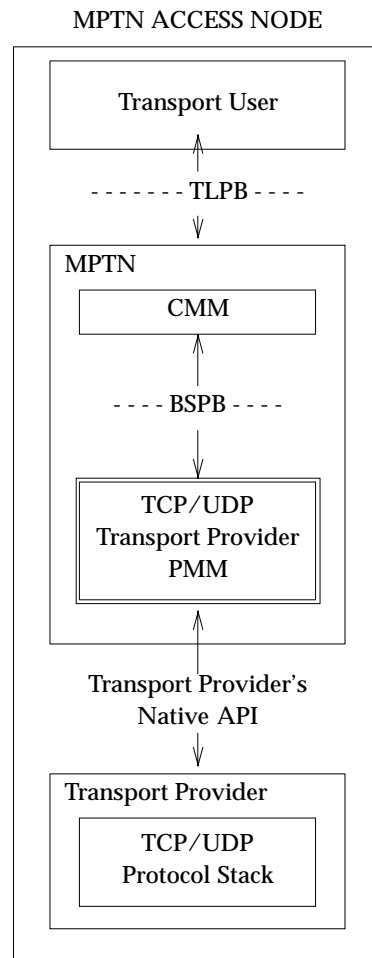 MPTN ACCESS NODE
Transport User
- - - - - - - TLPB - - - -
MPTN
CMM
- - - - BSPB - - - -
TCP/UDP
Transport Provider
PMM
Transport Provider's
Native API
Transport Provider
TCP/UDP
Protocol Stack